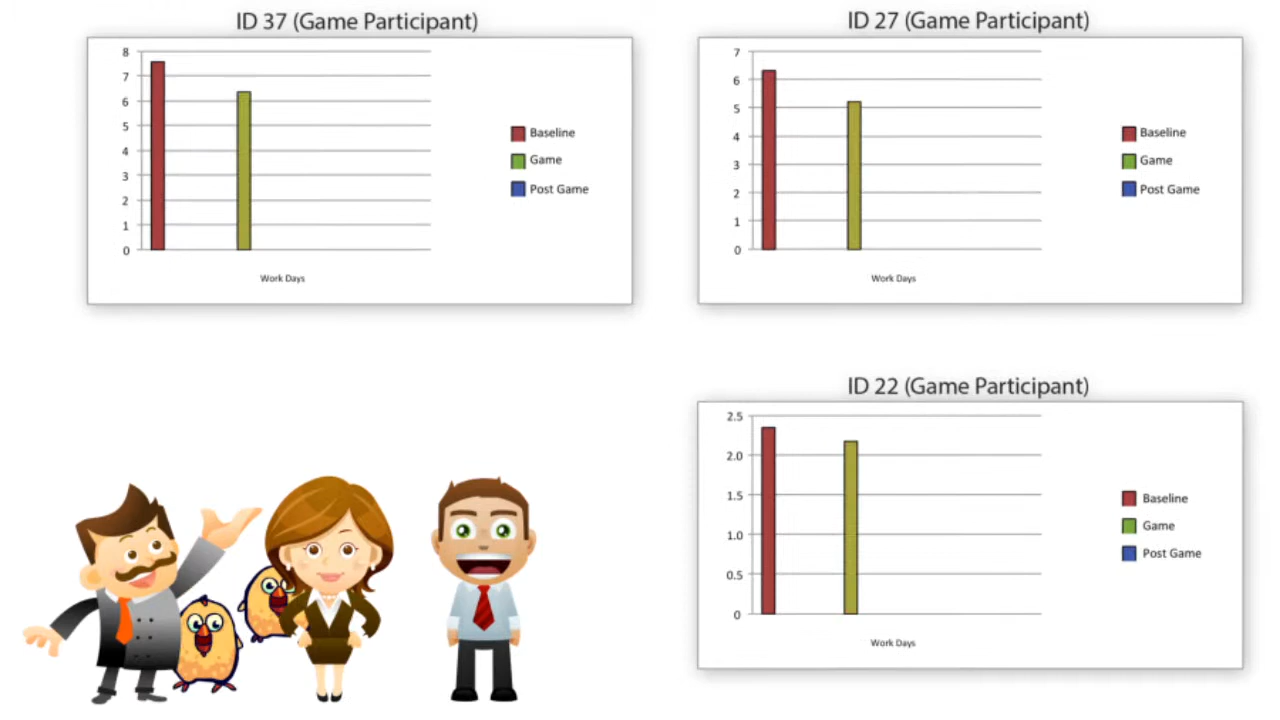 ID 37 (Game Participant)
8
7
6
5
4
3
2
1
0
Work Days
Baseline
Game
Post Game
ID 27 (Game Participant)
7
6
5
4
3
2
1
0
Work Days
Baseline
Game
Post Game
ID 22 (Game Participant)
2.5
2.0
1.5
1.0
0.5
0
Work Days
Baseline
Game
Post Game